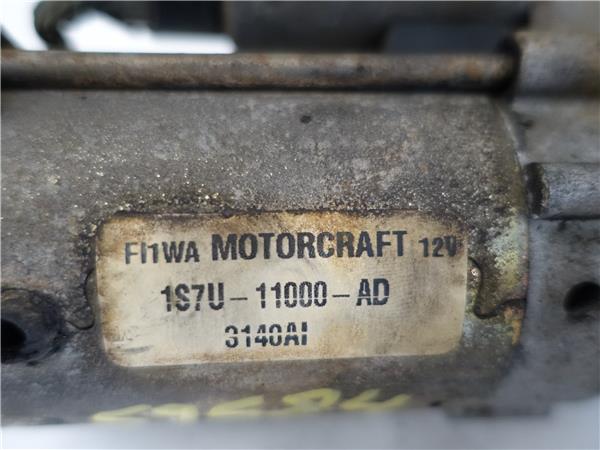 FI1WA MOTORCRAFT 12V
1S7U-11000-AD
3140AI